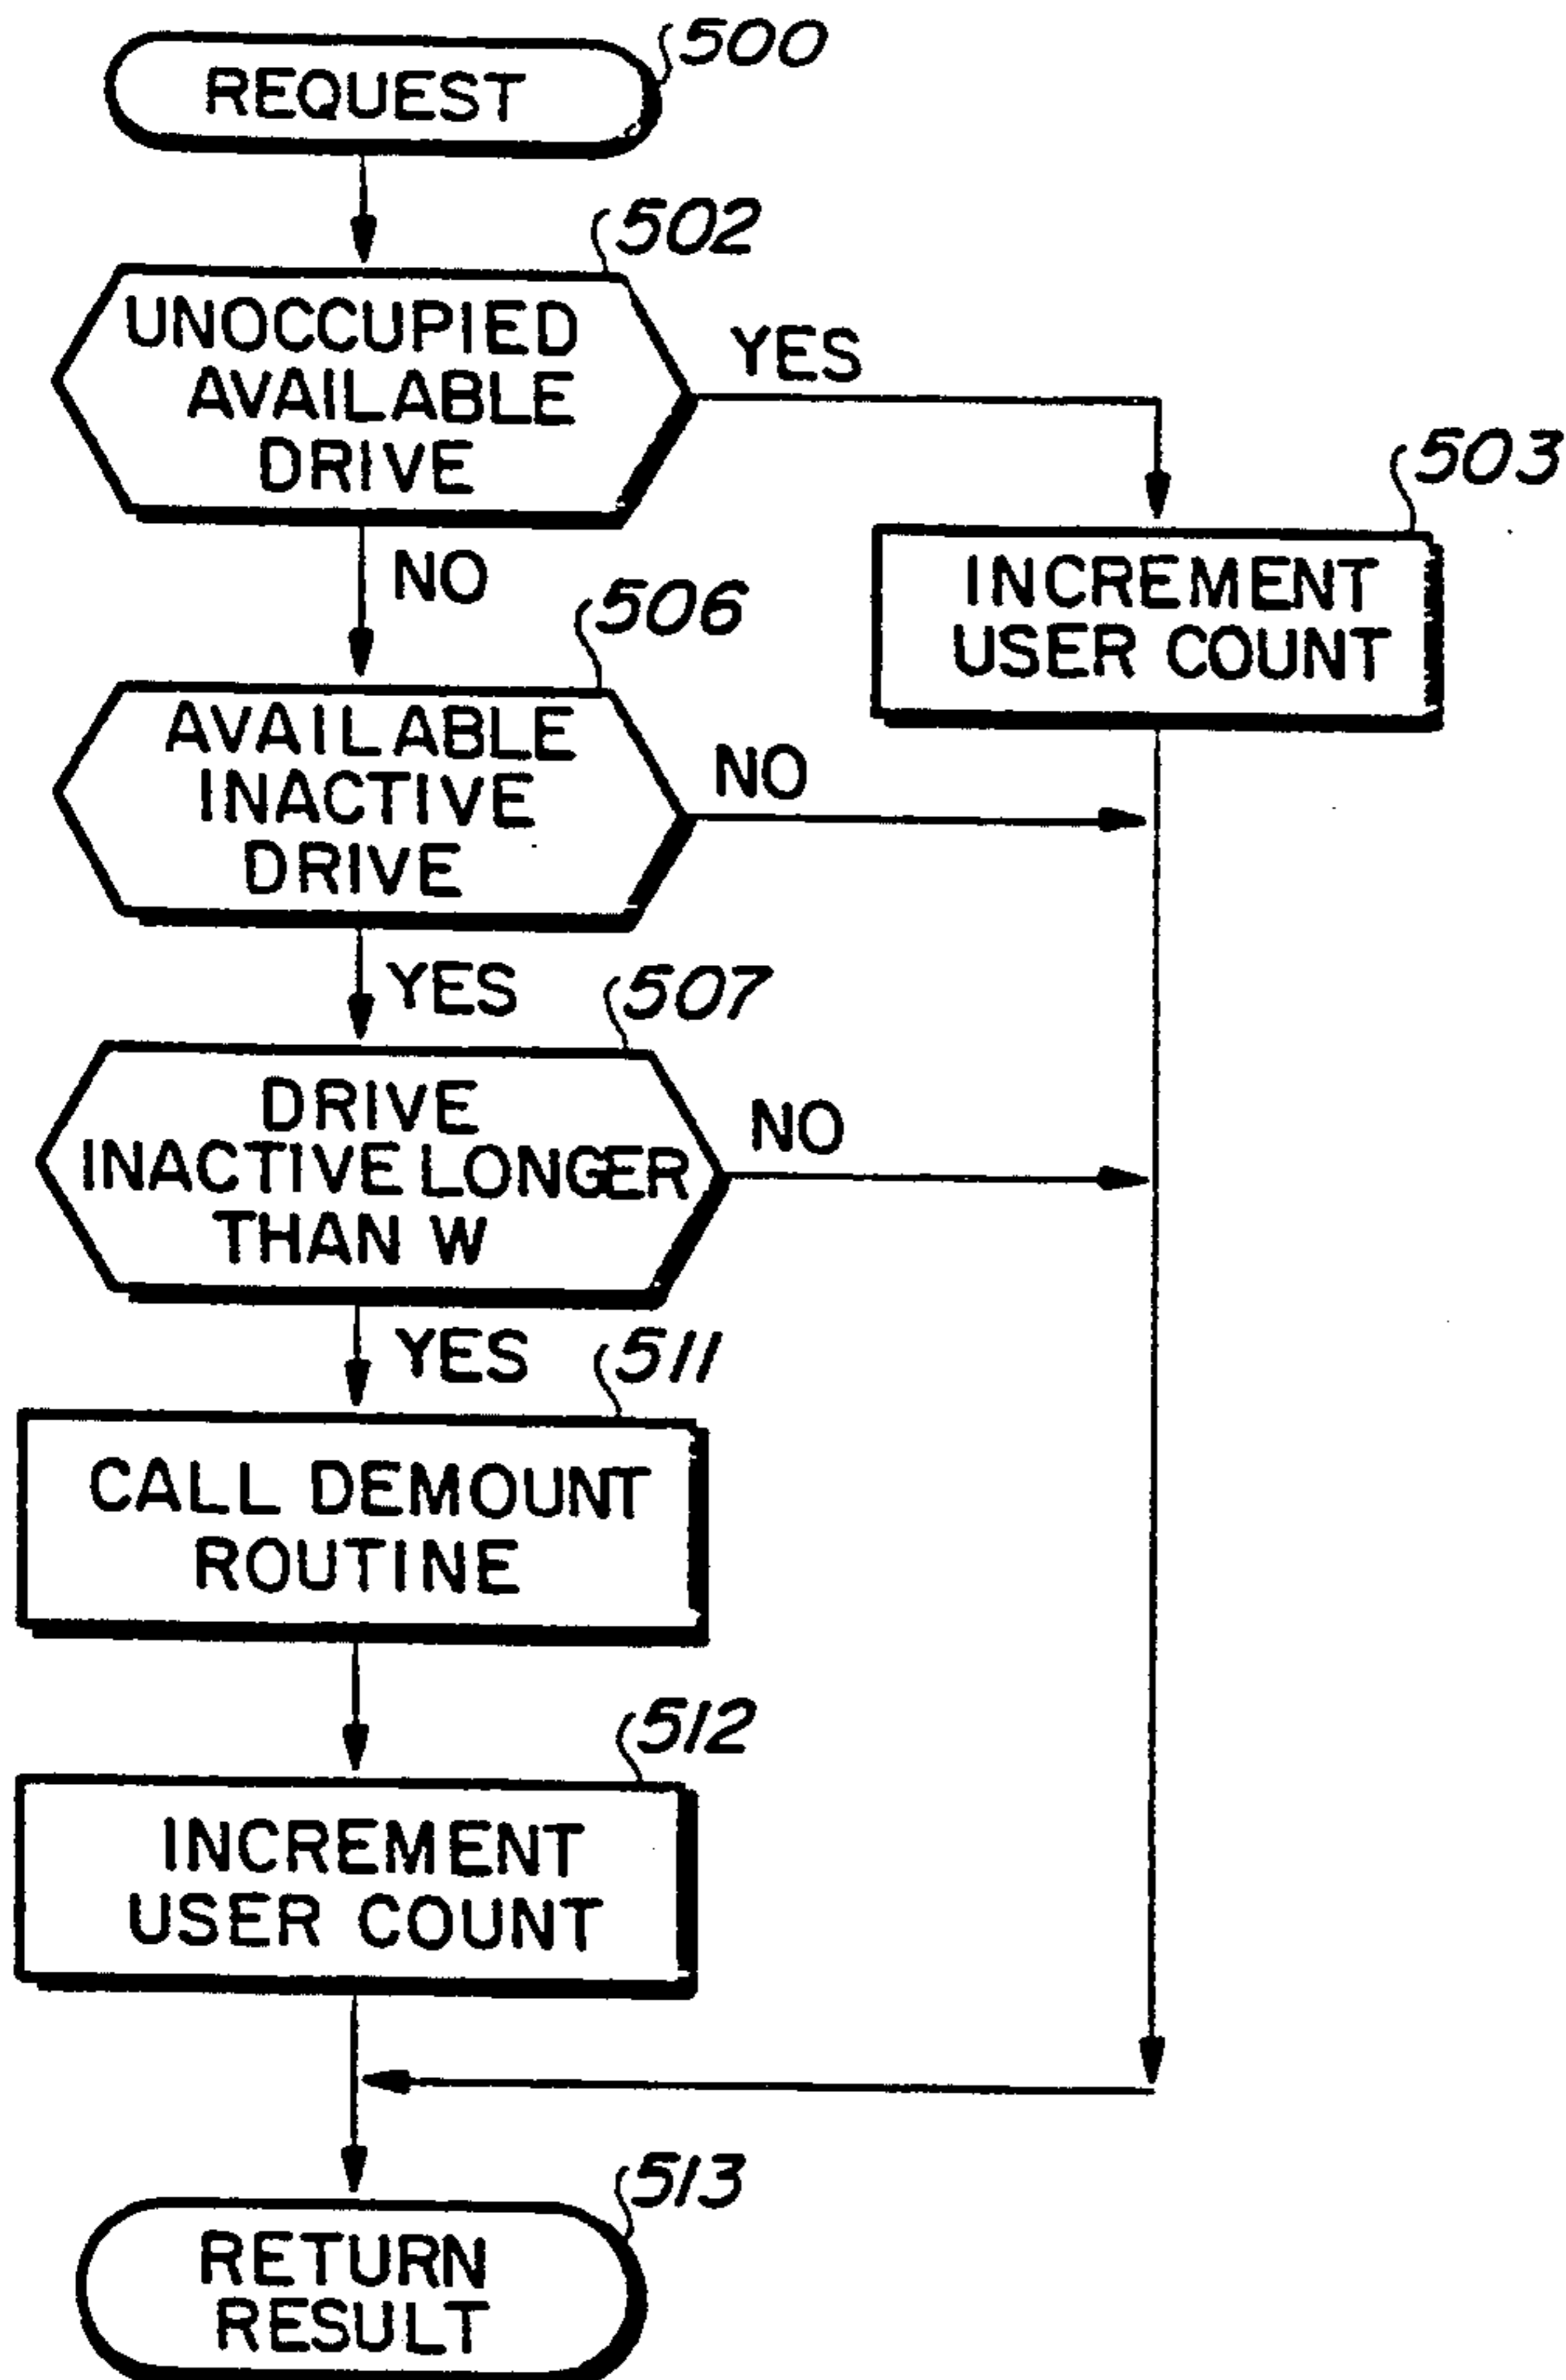 500
REQUEST
502
UNOCCUPIED
AVAILABLE
DRIVE
YES
503
INCREMENT
USER COUNT
NO
506
AVAILABLE
INACTIVE
DRIVE
NO
YES
507
DRIVE
INACTIVE LONGER
THAN W
NO
YES
511
CALL DEMOUNT
ROUTINE
512
INCREMENT
USER COUNT
513
RETURN
RESULT